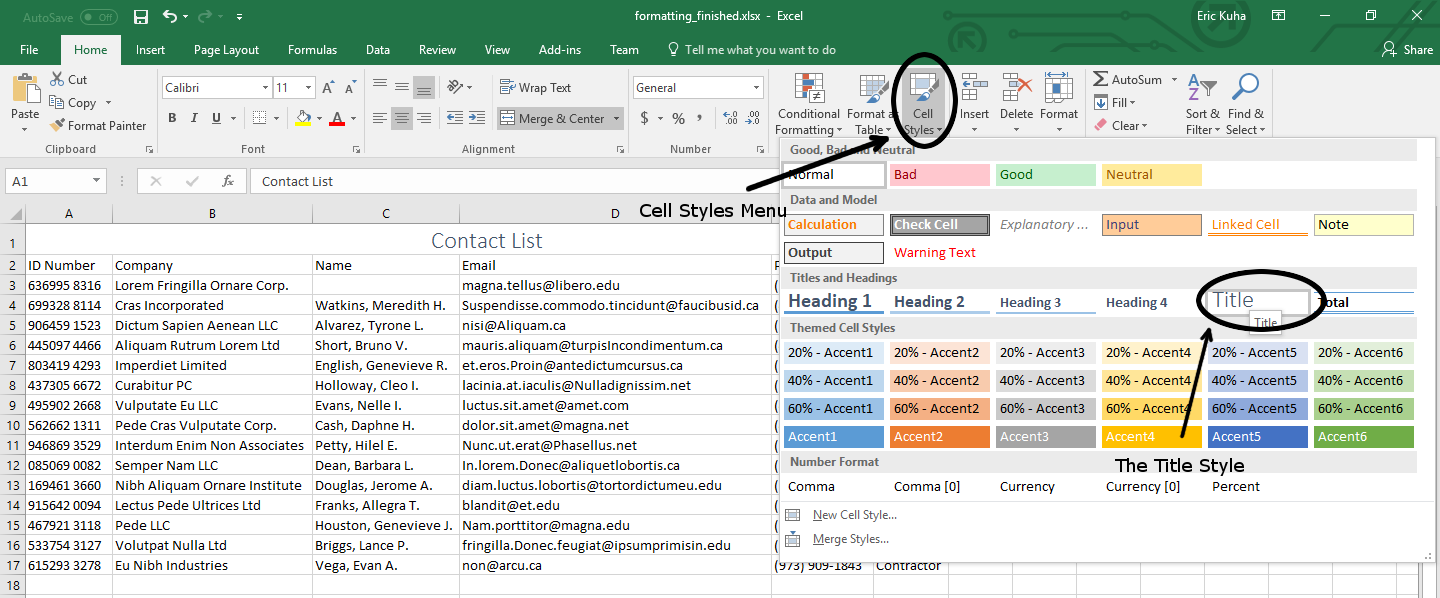 AutoSave Off formatting_finished.xlsx - Excel Eric Kuha
File Home Insert Page Layout Formulas Data Review View Add-ins Team Tell me what you want to do Share
Paste Cut Copy Format Painter Clipboard
Calibri 11 B I U Font
Wrap Text Merge & Center Alignment
General $ % , Number
Conditional Formatting Format as Table Cell Styles Insert Delete Format
AutoSum Fill Clear Sort & Filter Find & Select
A1 fx Contact List
Cell Styles Menu
A B C D
1 Contact List
2 ID Number Company Name Email
3 636995 8316 Lorem Fringilla Ornare Corp. magna.tellus@libero.edu
4 699328 8114 Cras Incorporated Watkins, Meredith H. Suspendisse.commodo.tincidunt@faucibusid.ca
5 906459 1523 Dictum Sapien Aenean LLC Alvarez, Tyrone L. nisi@Aliquam.ca
6 445097 4466 Aliquam Rutrum Lorem Ltd Short, Bruno V. mauris.aliquam@turpisIncondimentum.ca
7 803419 4293 Imperdiet Limited English, Genevieve R. et.eros.Proin@antedictumcursus.ca
8 437305 6672 Curabitur PC Holloway, Cleo I. lacinia.at.iaculis@Nulladignissim.net
9 495902 2668 Vulputate Eu LLC Evans, Nelle I. luctus.sit.amet@amet.com
10 562662 1311 Pede Cras Vulputate Corp. Cash, Daphne H. dolor.sit.amet@magna.net
11 946869 3529 Interdum Enim Non Associates Petty, Hilel E. Nunc.ut.erat@Phasellus.net
12 085069 0082 Semper Nam LLC Dean, Barbara L. In.lorem.Donec@aliquetlobortis.ca
13 169461 3660 Nibh Aliquam Ornare Institute Douglas, Jerome A. diam.luctus.lobortis@tortordictumeu.edu
14 915642 0094 Lectus Pede Ultrices Ltd Franks, Allegra T. blandit@et.edu
15 467921 3118 Pede LLC Houston, Genevieve J. Nam.porttitor@magna.edu
16 533754 3127 Volutpat Nulla Ltd Briggs, Lance P. fringilla.Donec.feugiat@ipsumprimisin.edu
17 615293 3278 Eu Nibh Industries Vega, Evan A. non@arcu.ca (973) 909-1843 Contractor
18
Good, Bad and Neutral
Normal Bad Good Neutral
Data and Model
Calculation Check Cell Explanatory ... Input Linked Cell Note
Output Warning Text
Titles and Headings
Heading 1 Heading 2 Heading 3 Heading 4 Title Total
Title
Themed Cell Styles
20% - Accent1 20% - Accent2 20% - Accent3 20% - Accent4 20% - Accent5 20% - Accent6
40% - Accent1 40% - Accent2 40% - Accent3 40% - Accent4 40% - Accent5 40% - Accent6
60% - Accent1 60% - Accent2 60% - Accent3 60% - Accent4 60% - Accent5 60% - Accent6
Accent1 Accent2 Accent3 Accent4 Accent5 Accent6
The Title Style
Number Format
Comma Comma [0] Currency Currency [0] Percent
New Cell Style...
Merge Styles...